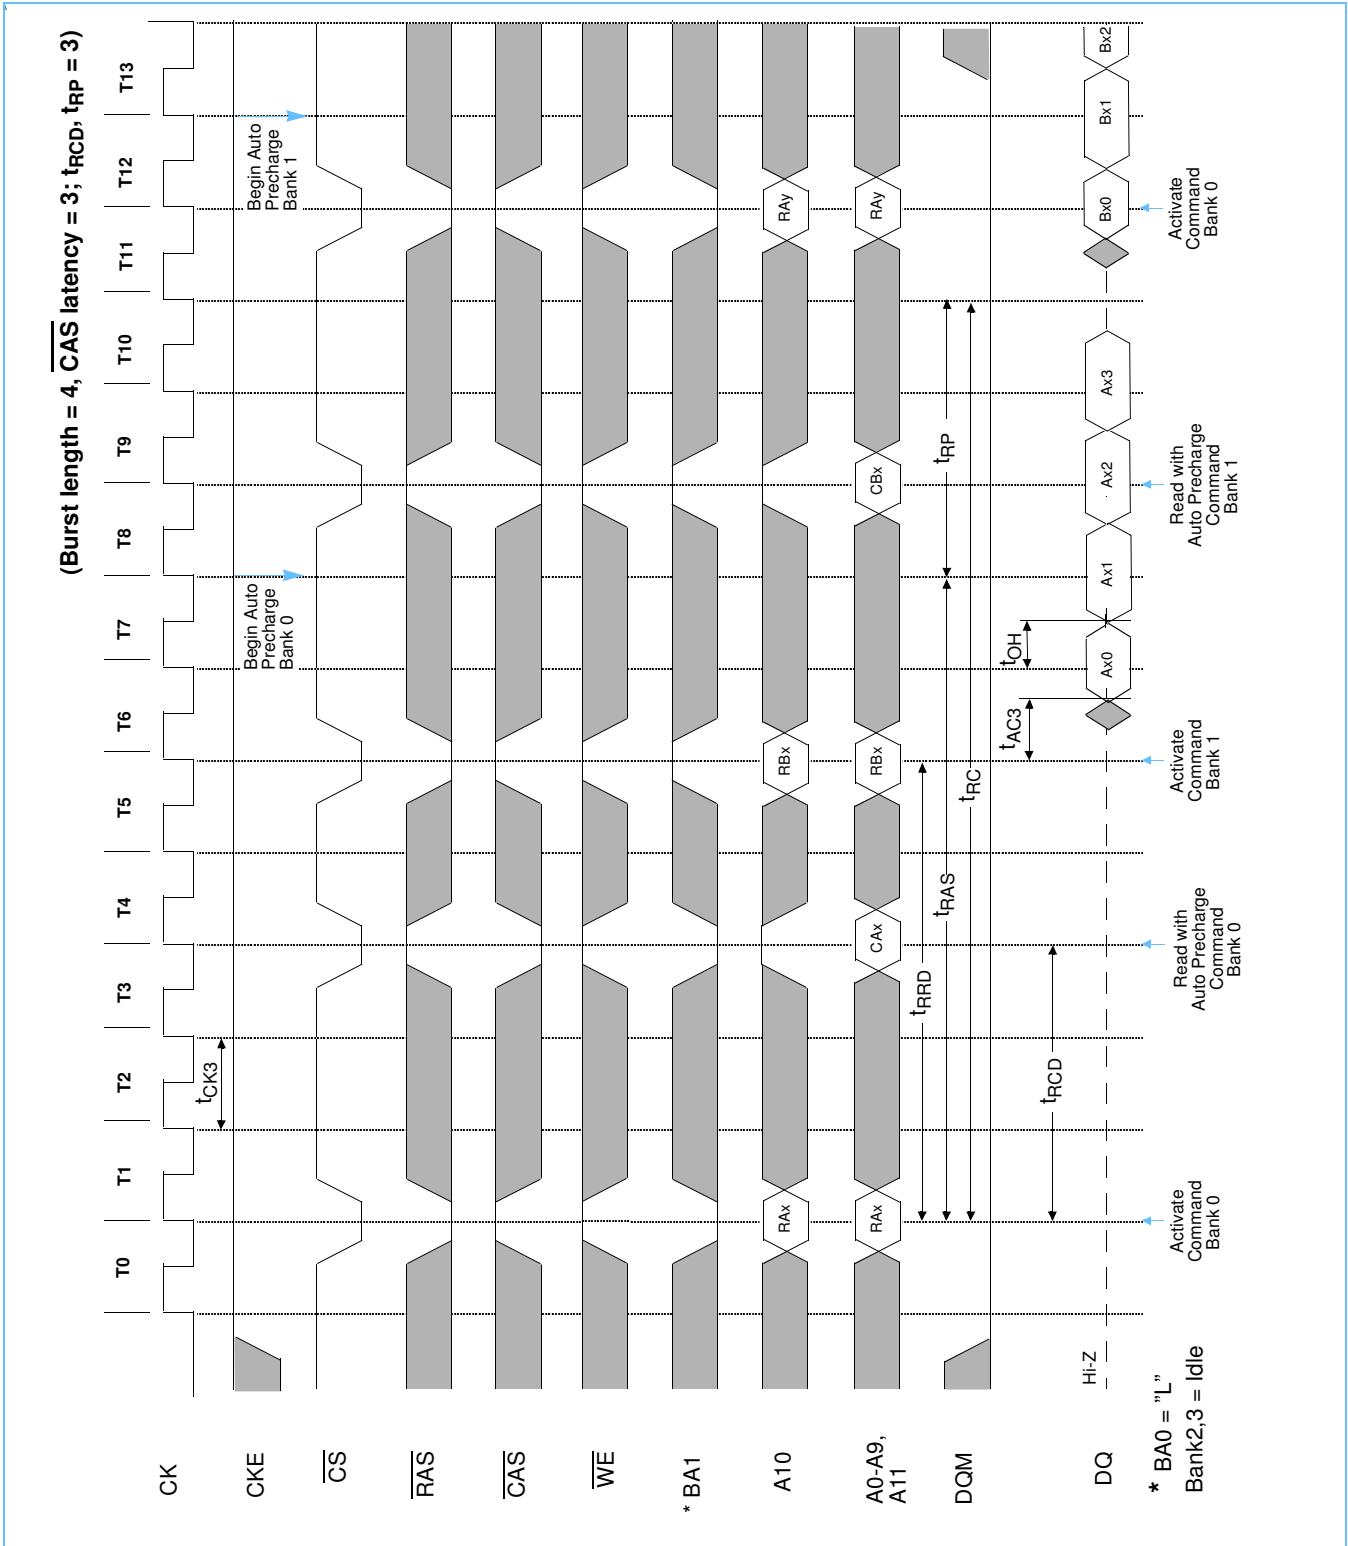 (Burst length = 4, CAS latency = 3; tRCD, tRP = 3)
T0 T1 T2 T3 T4 T5 T6 T7 T8 T9 T10 T11 T12 T13
CK
tCK3
CKE
Begin Auto
Precharge
Bank 0
Begin Auto
Precharge
Bank 1
CS
RAS
CAS
WE
* BA1
A10
RAx RBx RAy
A0-A9,
A11
RAx CAx RBx CBx RAy
tRRD
tRAS tRP
tRC
DQM
tRCD
tAC3 tOH
DQ
Hi-Z
Ax0 Ax1 Ax2 Ax3 Bx0 Bx1 Bx2
Activate
Command
Bank 0
Read with
Auto Precharge
Command
Bank 0
Activate
Command
Bank 1
Read with
Auto Precharge
Command
Bank 1
Activate
Command
Bank 0
* BA0 = ”L”
Bank2,3 = Idle